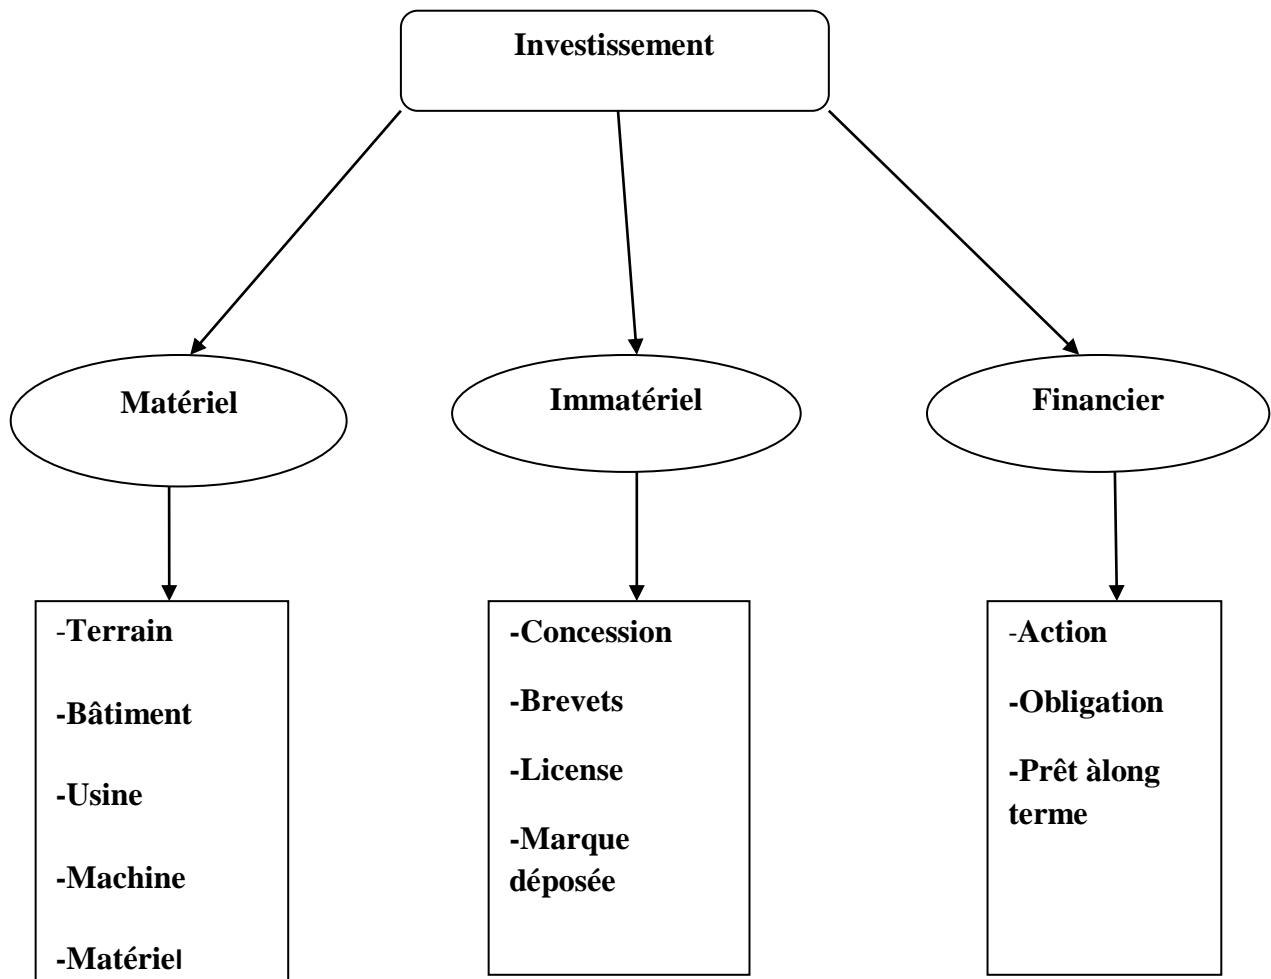 Investissement
Matériel
Immatériel
Financier
-Terrain
-Bâtiment
-Usine
-Machine
-Matériel
-Concession
-Brevets
-License
-Marque
déposée
-Action
-Obligation
-Prêt àlong
terme